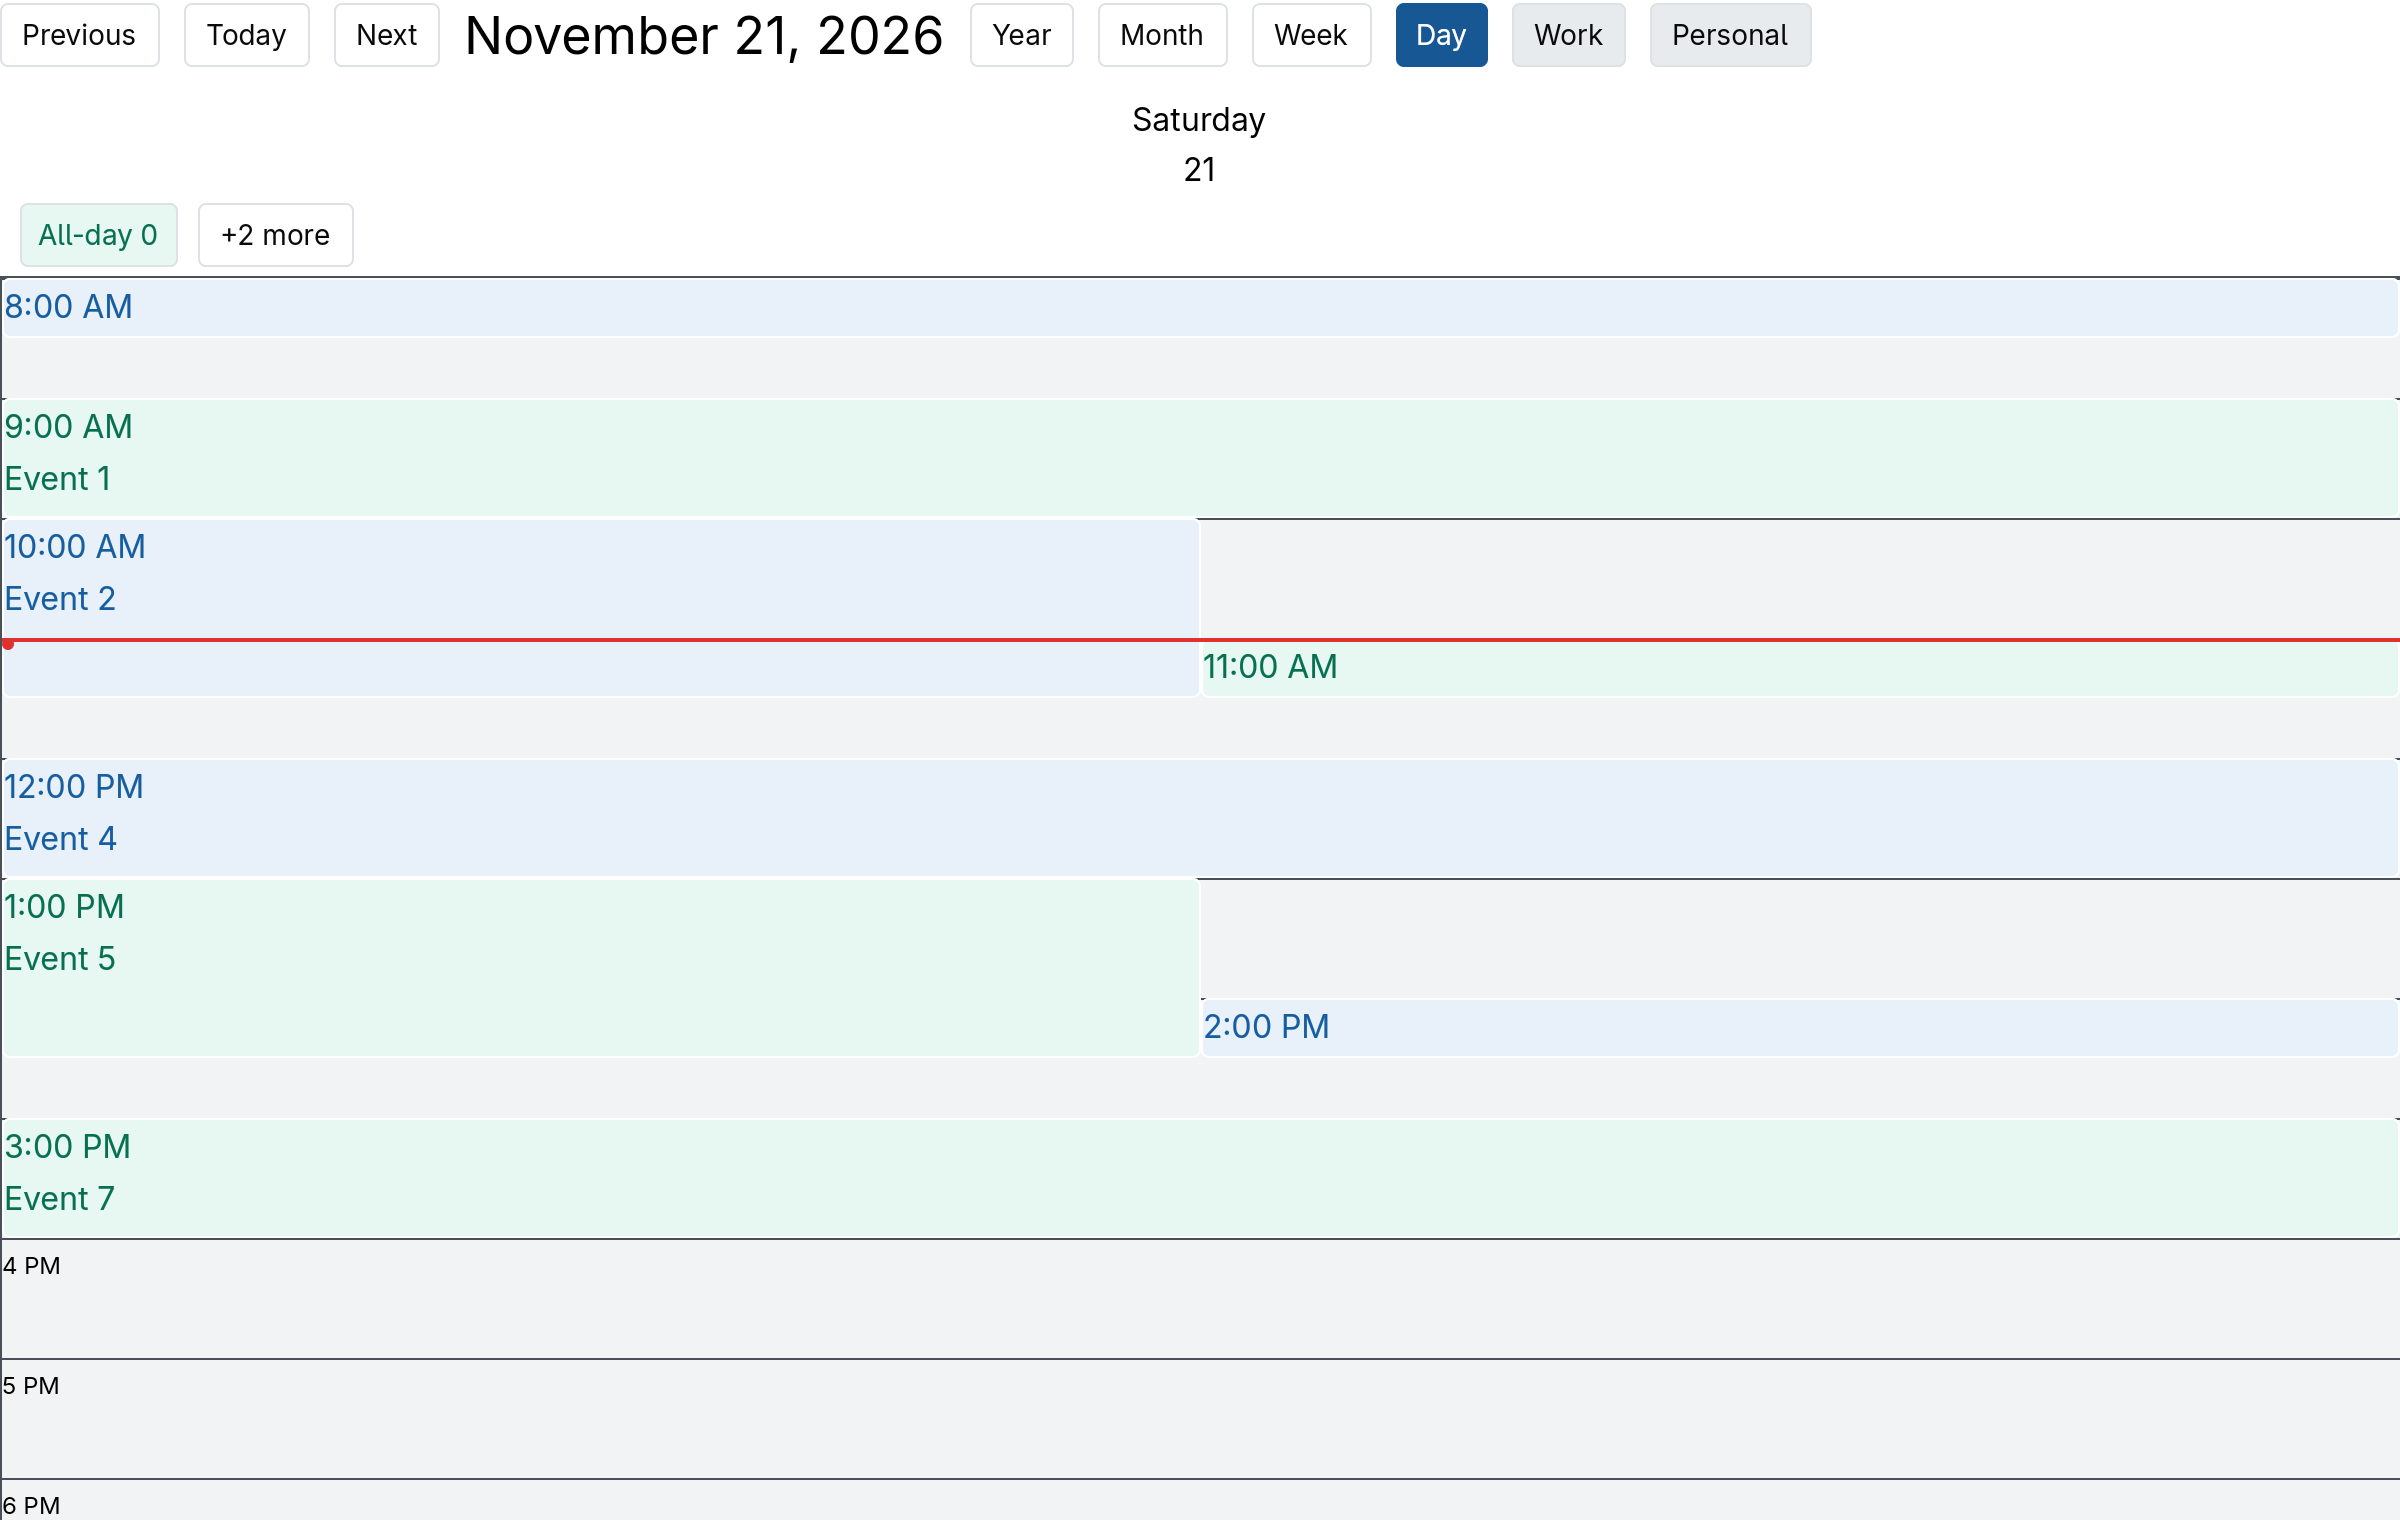 Previous Today Next November 21, 2026 Year Month Week Day Work Personal
Saturday
21
All-day 0 +2 more
8:00 AM
9:00 AM
Event 1
10:00 AM
Event 2
11:00 AM
12:00 PM
Event 4
1:00 PM
Event 5
2:00 PM
3:00 PM
Event 7
4 PM
5 PM
6 PM